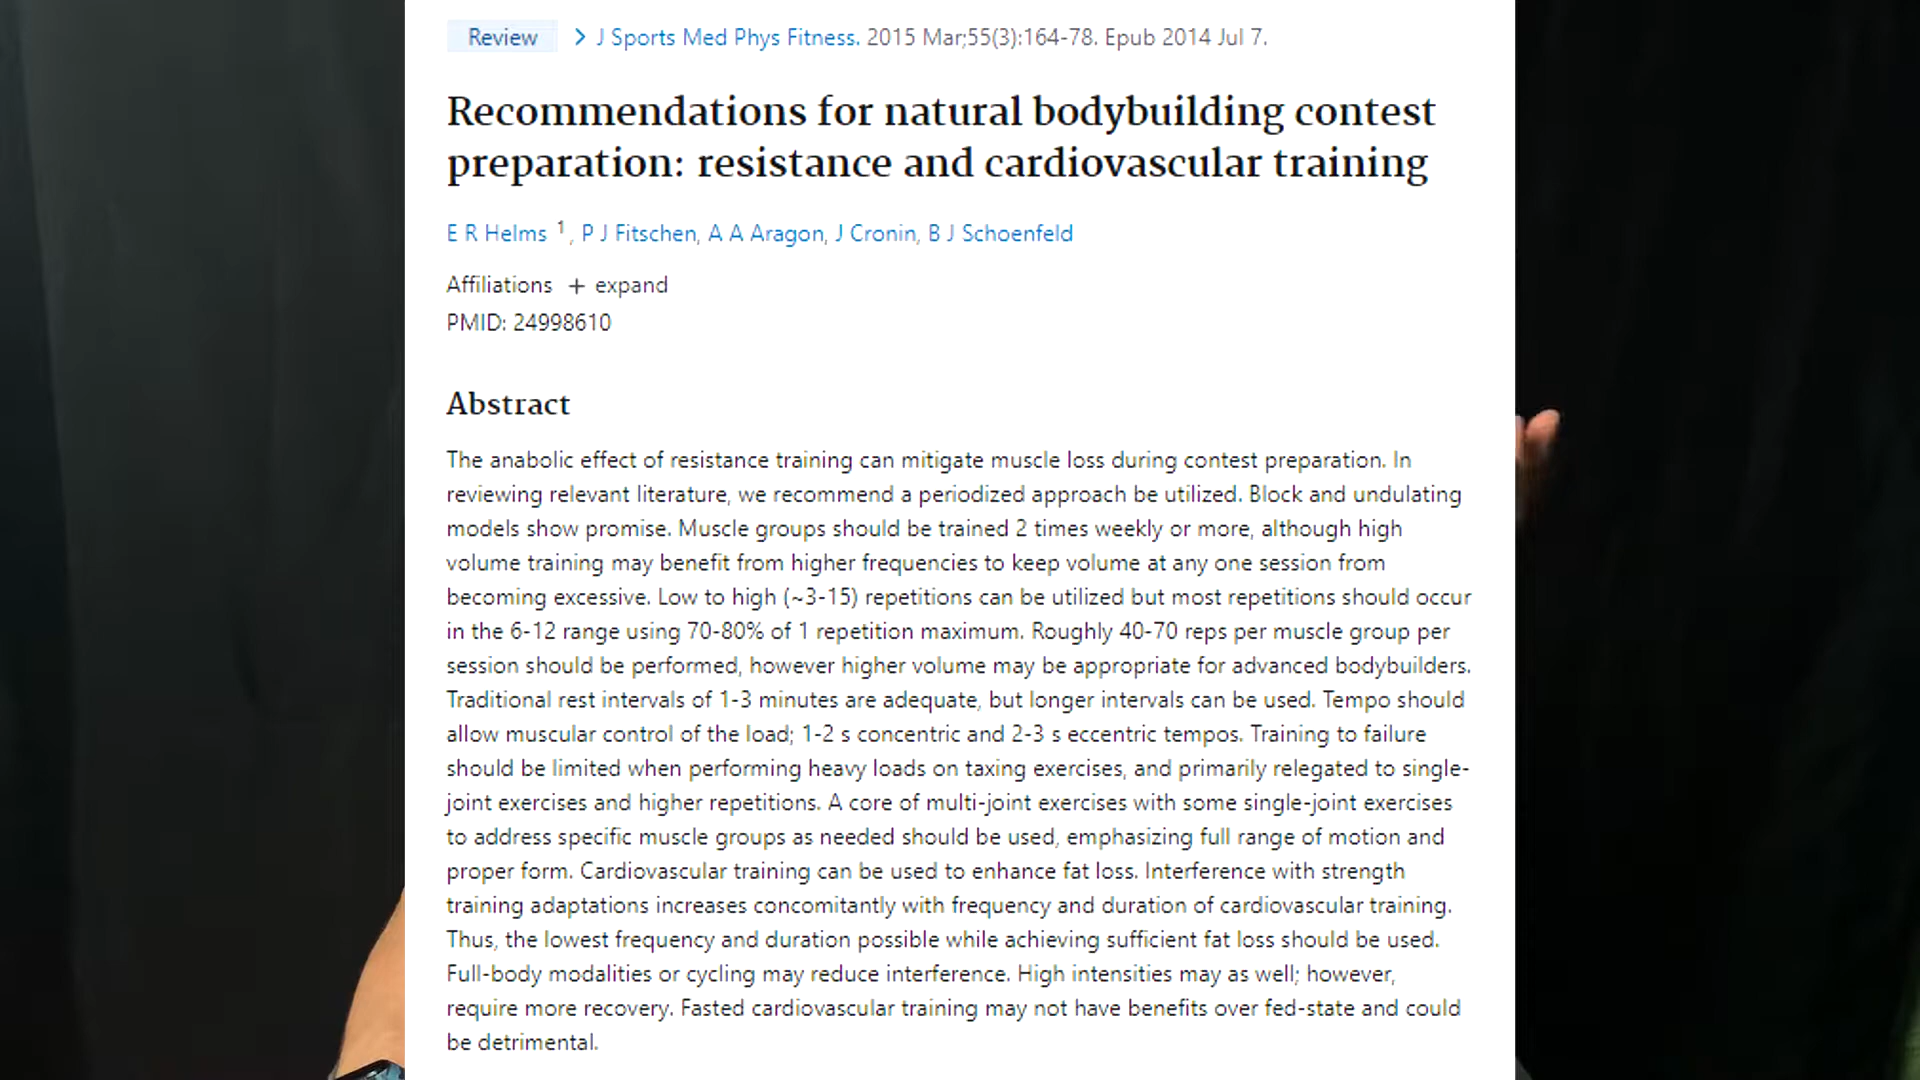 Review > J Sports Med Phys Fitness. 2015 Mar;55(3):164-78. Epub 2014 Jul 7.
Recommendations for natural bodybuilding contest
preparation: resistance and cardiovascular training
E R Helms 1, P J Fitschen, A A Aragon, J Cronin, B J Schoenfeld
Affiliations + expand
PMID: 24998610
Abstract
The anabolic effect of resistance training can mitigate muscle loss during contest preparation. In
reviewing relevant literature, we recommend a periodized approach be utilized. Block and undulating
models show promise. Muscle groups should be trained 2 times weekly or more, although high
volume training may benefit from higher frequencies to keep volume at any one session from
becoming excessive. Low to high (~3-15) repetitions can be utilized but most repetitions should occur
in the 6-12 range using 70-80% of 1 repetition maximum. Roughly 40-70 reps per muscle group per
session should be performed, however higher volume may be appropriate for advanced bodybuilders.
Traditional rest intervals of 1-3 minutes are adequate, but longer intervals can be used. Tempo should
allow muscular control of the load; 1-2 s concentric and 2-3 s eccentric tempos. Training to failure
should be limited when performing heavy loads on taxing exercises, and primarily relegated to single-
joint exercises and higher repetitions. A core of multi-joint exercises with some single-joint exercises
to address specific muscle groups as needed should be used, emphasizing full range of motion and
proper form. Cardiovascular training can be used to enhance fat loss. Interference with strength
training adaptations increases concomitantly with frequency and duration of cardiovascular training.
Thus, the lowest frequency and duration possible while achieving sufficient fat loss should be used.
Full-body modalities or cycling may reduce interference. High intensities may as well; however,
require more recovery. Fasted cardiovascular training may not have benefits over fed-state and could
be detrimental.